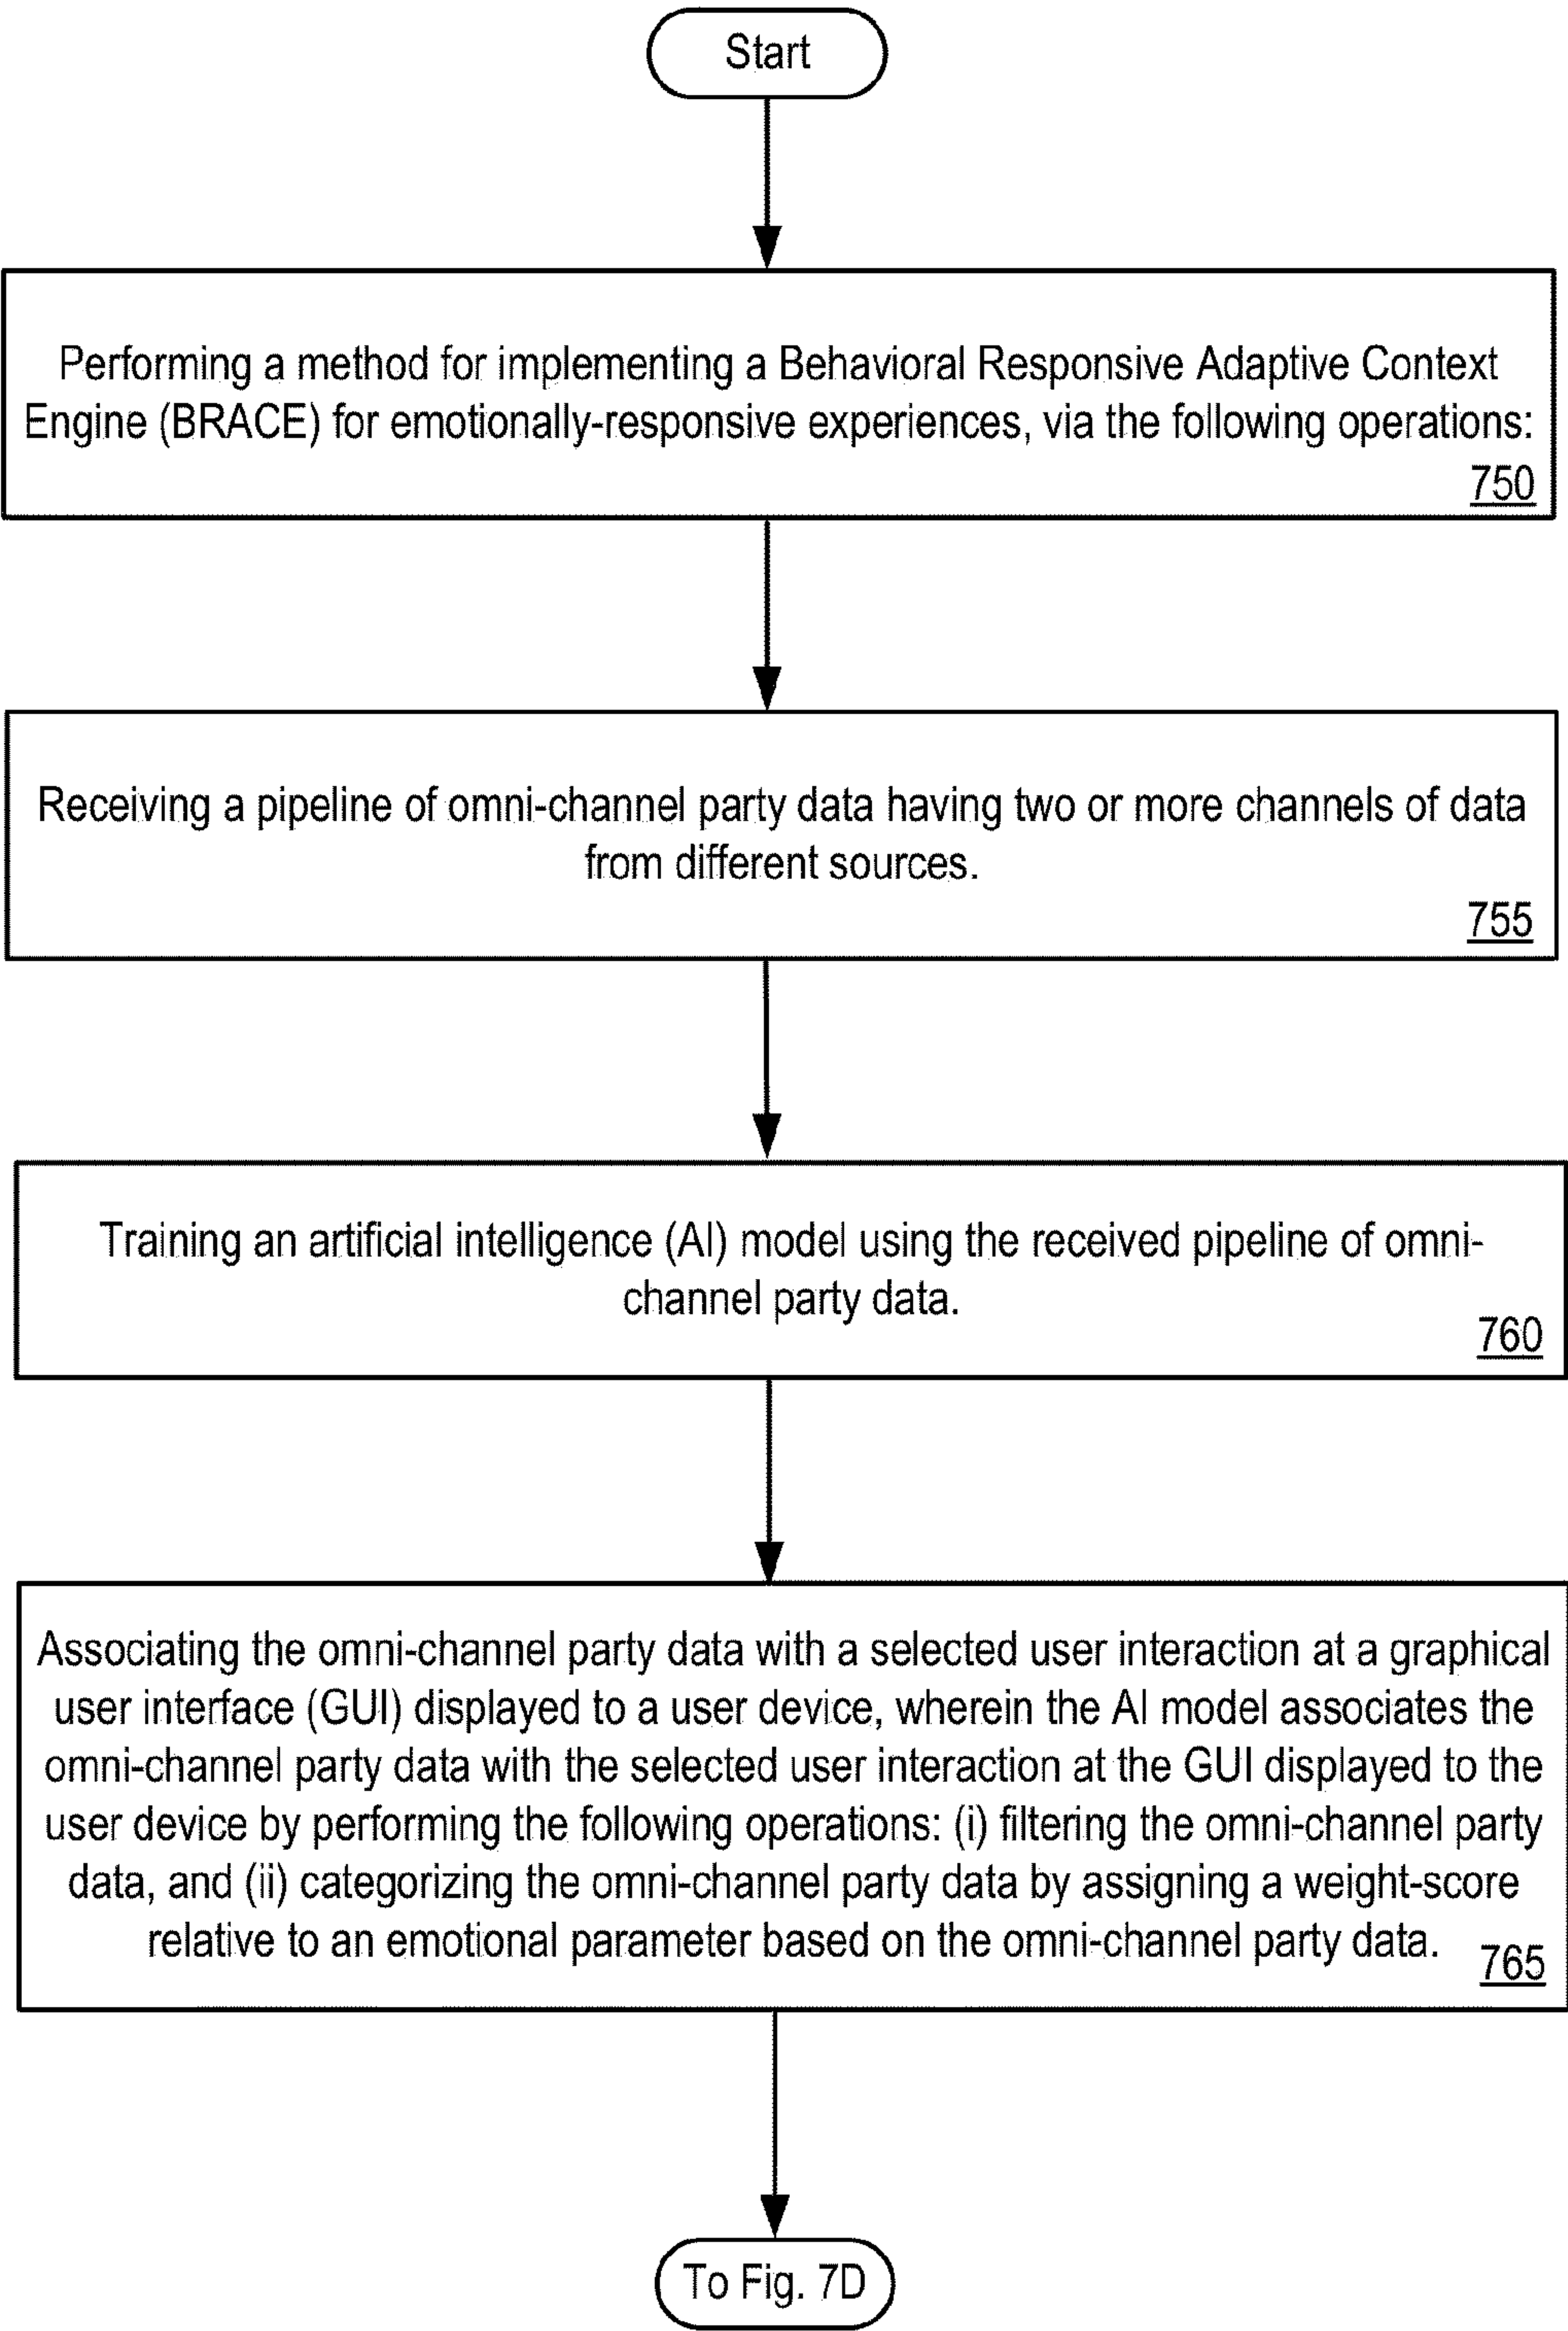 Start
Performing a method for implementing a Behavioral Responsive Adaptive Context
Engine (BRACE) for emotionally-responsive experiences, via the following operations:
750
Receiving a pipeline of omni-channel party data having two or more channels of data
from different sources.
755
Training an artificial intelligence (AI) model using the received pipeline of omni-
channel party data.
760
Associating the omni-channel party data with a selected user interaction at a graphical
user interface (GUI) displayed to a user device, wherein the AI model associates the
omni-channel party data with the selected user interaction at the GUI displayed to the
user device by performing the following operations: (i) filtering the omni-channel party
data, and (ii) categorizing the omni-channel party data by assigning a weight-score
relative to an emotional parameter based on the omni-channel party data.
765
To Fig. 7D